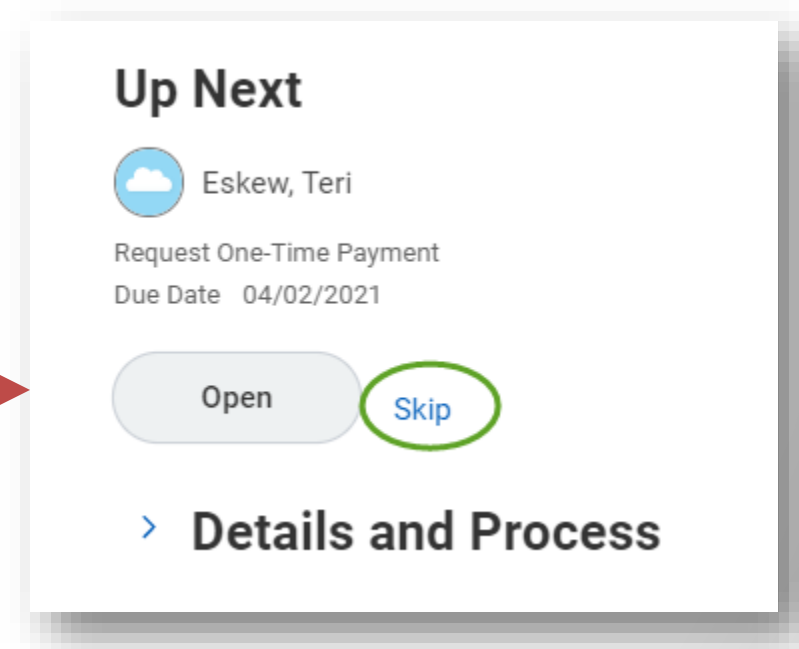 Up Next
Eskew, Teri
Request One-Time Payment
Due Date 04/02/2021
Open Skip
Details and Process